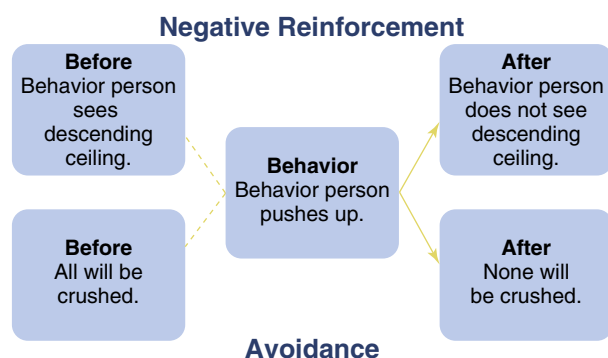 Negative Reinforcement
Before
Behavior person
sees
descending
ceiling.
Before
All will be
crushed.
Behavior
Behavior person
pushes up.
After
Behavior person
does not see
descending
ceiling.
After
None will
be crushed.
Avoidance